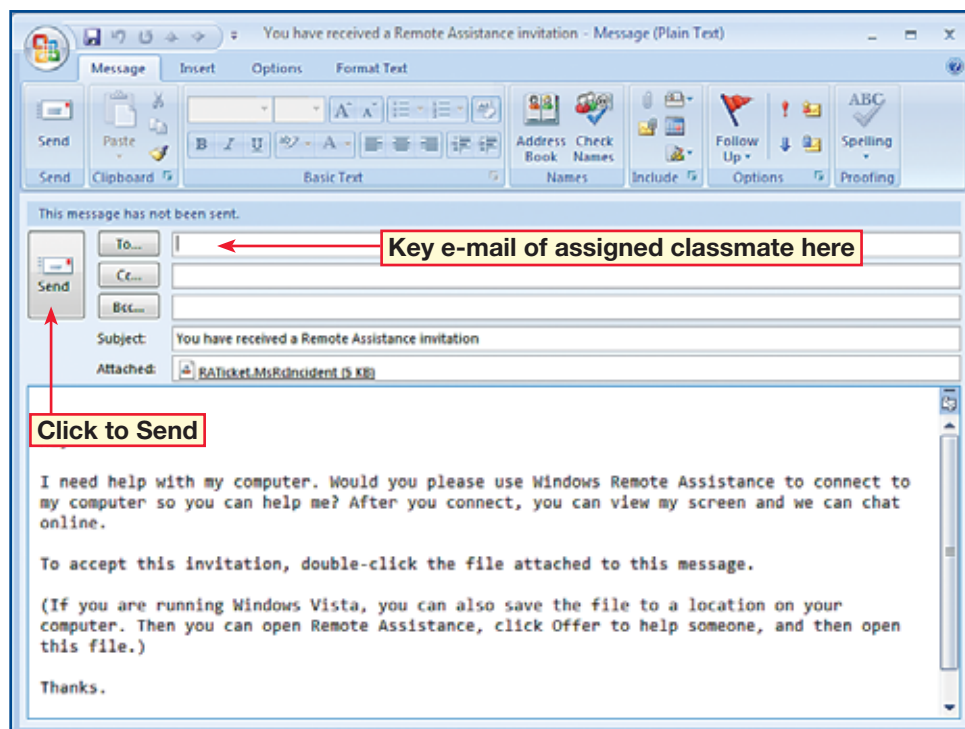 You have received a Remote Assistance invitation - Message (Plain Text)
Message Insert Options Format Text
Send Paste Address Book Check Names Follow Up ABC Spelling
B I U A
Send Clipboard Basic Text Names Include Options Proofing
This message has not been sent.
To... Key e-mail of assigned classmate here
Send
Cc...
Bcc...
Subject: You have received a Remote Assistance invitation
Attached: RATicket.MsRcIncident (5 KB)
Click to Send
I need help with my computer. Would you please use Windows Remote Assistance to connect to
my computer so you can help me? After you connect, you can view my screen and we can chat
online.
To accept this invitation, double-click the file attached to this message.
(If you are running Windows Vista, you can also save the file to a location on your
computer. Then you can open Remote Assistance, click Offer to help someone, and then open
this file.)
Thanks.